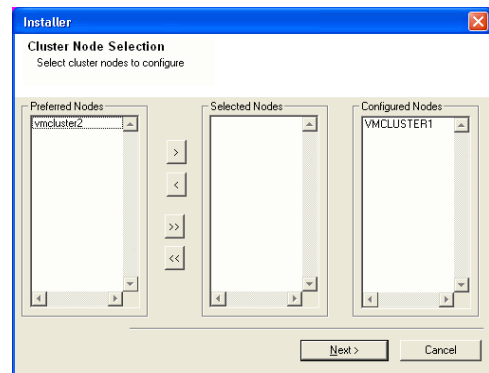 Installer
Cluster Node Selection
Select cluster nodes to configure
Preferred Nodes
vmcluster2
>
<
>>
<<
Selected Nodes
Configured Nodes
VMCLUSTER1
Next >
Cancel